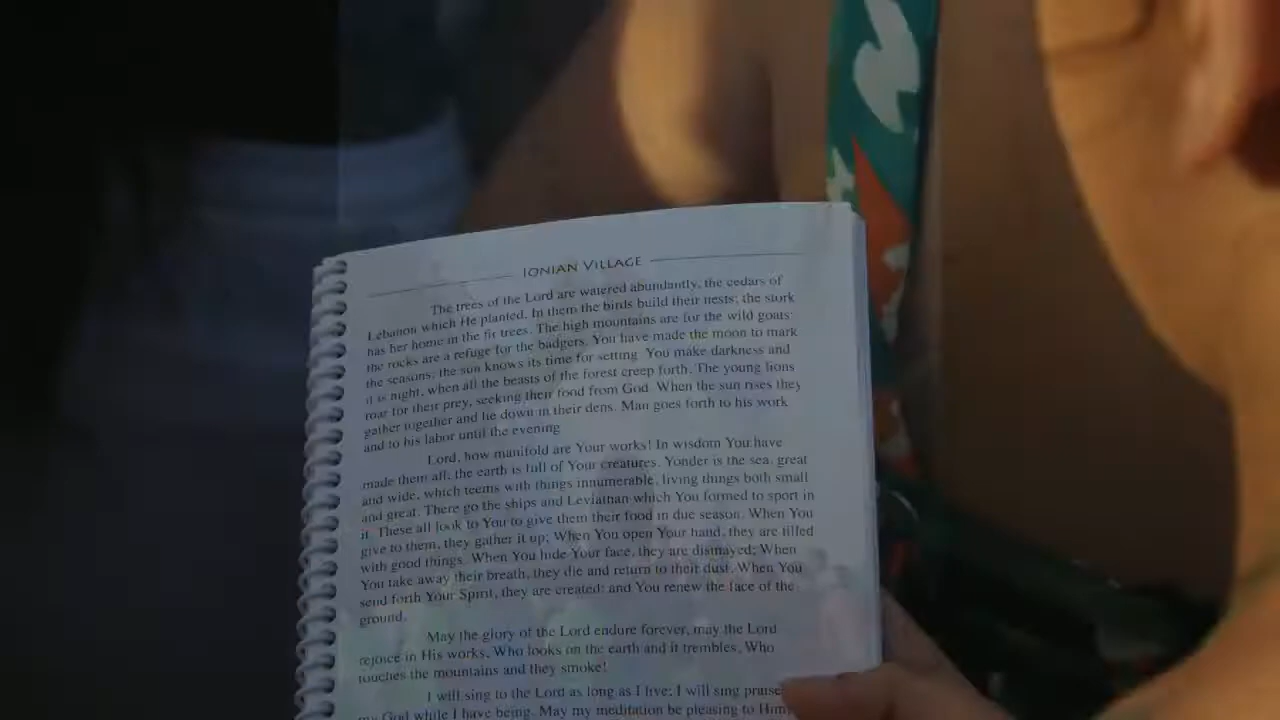 IONIAN VILLAGE
The trees of the Lord are watered abundantly, the cedars of
Lebanon which He planted. In them the birds build their nests; the stork
has her home in the fir trees. The high mountains are for the wild goats;
the rocks are a refuge for the badgers. You have made the moon to mark
the seasons; the sun knows its time for setting. You make darkness and
it is night, when all the beasts of the forest creep forth. The young lions
roar for their prey, seeking their food from God. When the sun rises they
gather together and lie down in their dens. Man goes forth to his work
and to his labor until the evening
Lord, how manifold are Your works! In wisdom You have
made them all; the earth is full of Your creatures. Yonder is the sea, great
and wide, which teems with things innumerable, living things both small
and great. There go the ships and Leviathan which You formed to sport in
it. These all look to You to give them their food in due season. When You
give to them, they gather it up; When You open Your hand, they are filled
with good things. When You hide Your face, they are dismayed; When
You take away their breath, they die and return to their dust. When You
send forth Your Spirit, they are created; and You renew the face of the
ground.
May the glory of the Lord endure forever, may the Lord
rejoice in His works, Who looks on the earth and it trembles, Who
touches the mountains and they smoke!
I will sing to the Lord as long as I live; I will sing praise
my God while I have being. May my meditation be pleasing to Him,